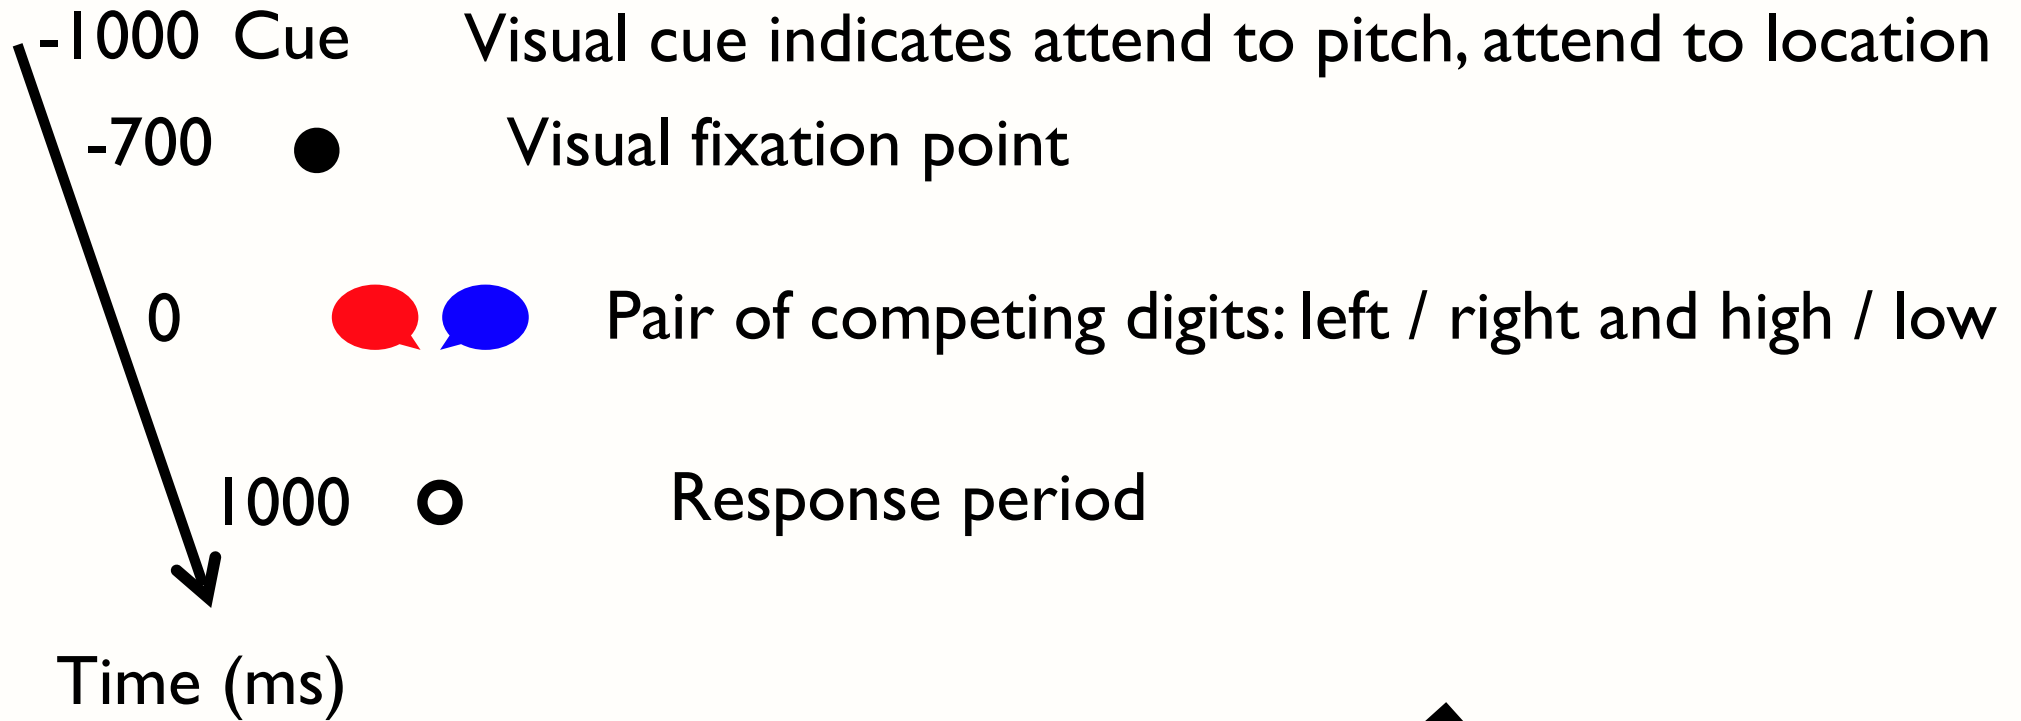 -1000 Cue Visual cue indicates attend to pitch, attend to location
-700 Visual fixation point
0 Pair of competing digits: left / right and high / low
1000 Response period
Time (ms)